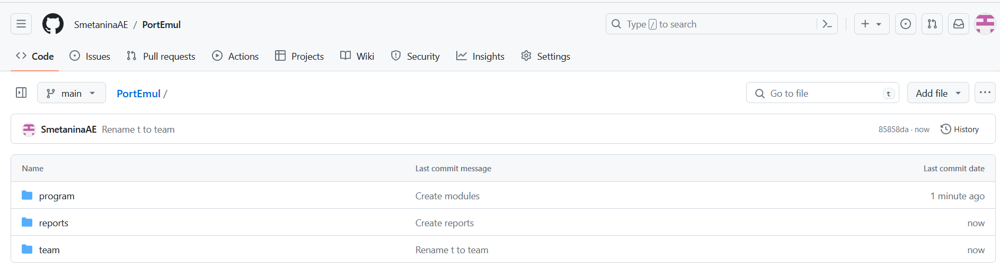 SmetaninaAE / PortEmul
Type / to search
Code Issues Pull requests Actions Projects Wiki Security Insights Settings
main PortEmul / Go to file t Add file
SmetaninaAE Rename t to team 85858da · now History
Name Last commit message Last commit date
program Create modules 1 minute ago
reports Create reports now
team Rename t to team now